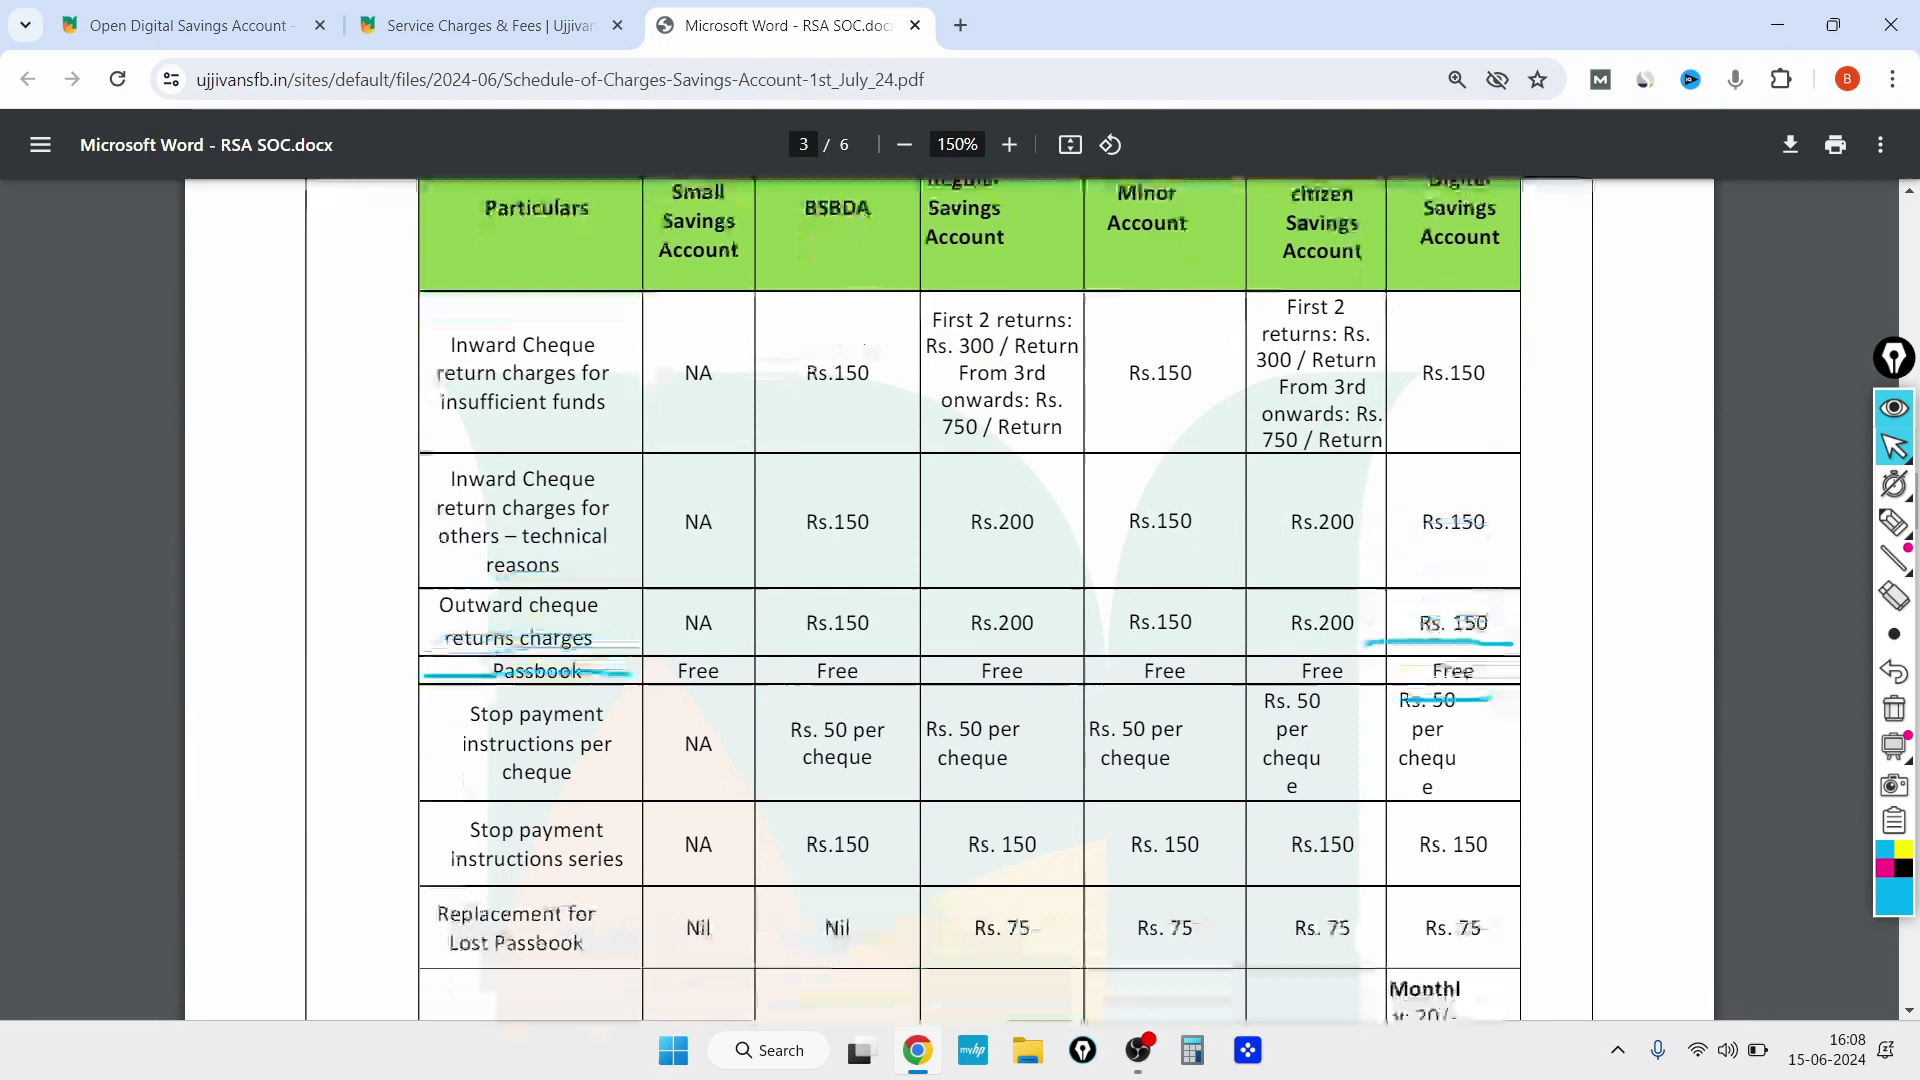 Open Digital Savings Account -
Service Charges & Fees | Ujjivan
Microsoft Word - RSA SOC.doc
ujjivansfb.in/sites/default/files/2024-06/Schedule-of-Charges-Savings-Account-1st_July_24.pdf
M
B
Microsoft Word - RSA SOC.docx
3 / 6
150%
Particulars
Small Savings Account
BSBDA
Regular Savings Account
Minor Account
citizen Savings Account
Digital Savings Account
Inward Cheque return charges for insufficient funds
NA
Rs.150
First 2 returns: Rs. 300 / Return From 3rd onwards: Rs. 750 / Return
Rs.150
First 2 returns: Rs. 300 / Return From 3rd onwards: Rs. 750 / Return
Rs.150
Inward Cheque return charges for others – technical reasons
NA
Rs.150
Rs.200
Rs.150
Rs.200
Rs.150
Outward cheque returns charges
NA
Rs.150
Rs.200
Rs.150
Rs.200
Rs. 150
Passbook
Free
Free
Free
Free
Free
Free
Stop payment instructions per cheque
NA
Rs. 50 per cheque
Rs. 50 per cheque
Rs. 50 per cheque
Rs. 50 per chequ e
Rs. 50 per chequ e
Stop payment instructions series
NA
Rs.150
Rs. 150
Rs. 150
Rs.150
Rs. 150
Replacement for Lost Passbook
Nil
Nil
Rs. 75
Rs. 75
Rs. 75
Rs. 75
Monthl
Search
myhp
16:08
15-06-2024